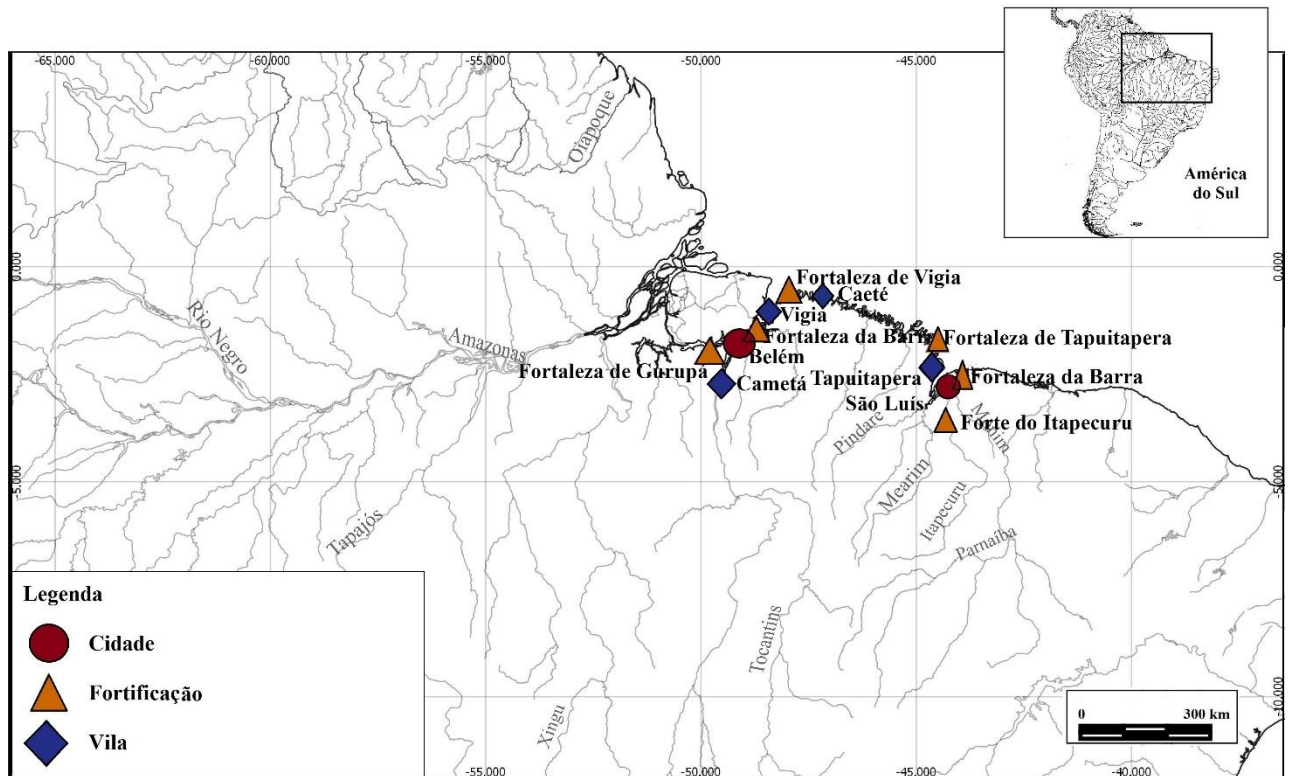 -65.000
-60.000
-55.000
-50.000
-45.000
América
do Sul
Oiapoque
0.000
0.000
Fortaleza de Vigia
Caeté
Vigia
Rio Negro
Amazonas
Fortaleza da Barra
Fortaleza de Tapuitapera
Belém
Fortaleza de Gurupá
Cametá
Tapuitapera
Fortaleza da Barra
São Luís
Pindaré
Munim
Forte do Itapecuru
-5.000
-5.000
Mearim
Itapecuru
Tapajós
Parnaíba
Legenda
Cidade
Tocantins
Fortificação
Xingu
-10.000
0 300 km
Vila
-55.000
-50.000
-45.000
-40.000